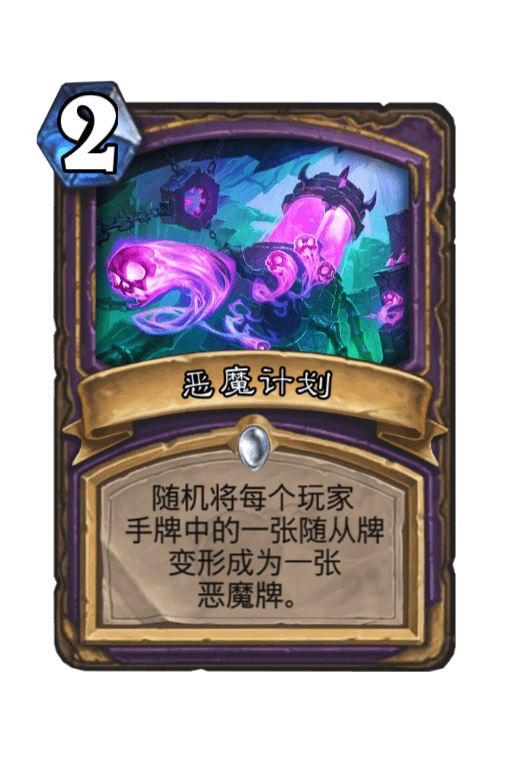 2
恶魔计划
随机将每个玩家
手牌中的一张随从牌
变形成为一张
恶魔牌。